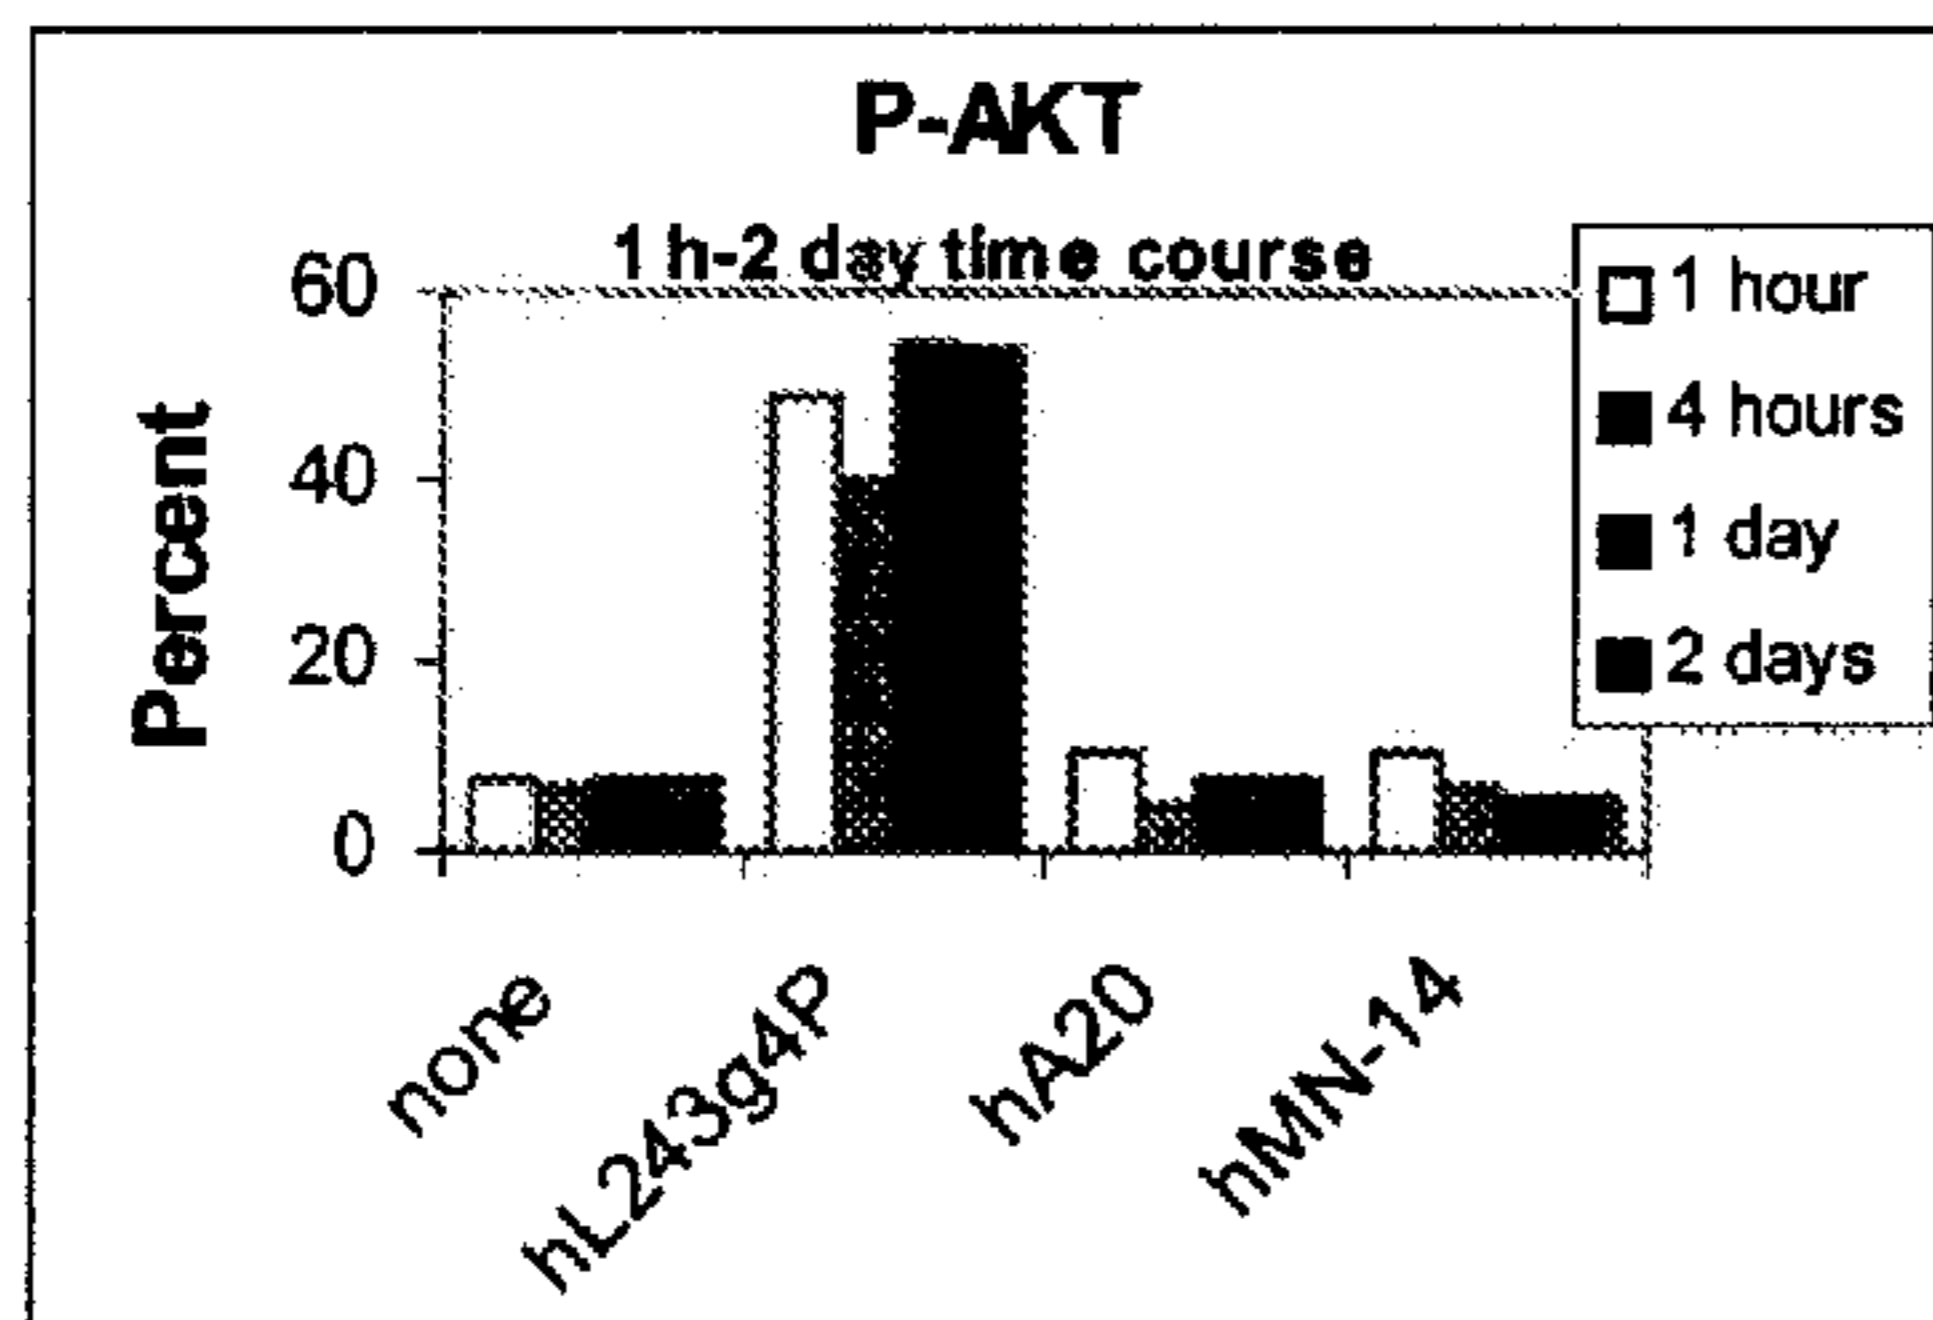 P-AKT
1 h-2 day time course
Percent
60
40
20
0
1 hour
4 hours
1 day
2 days
none
hL243g4P
hA20
hMN-14